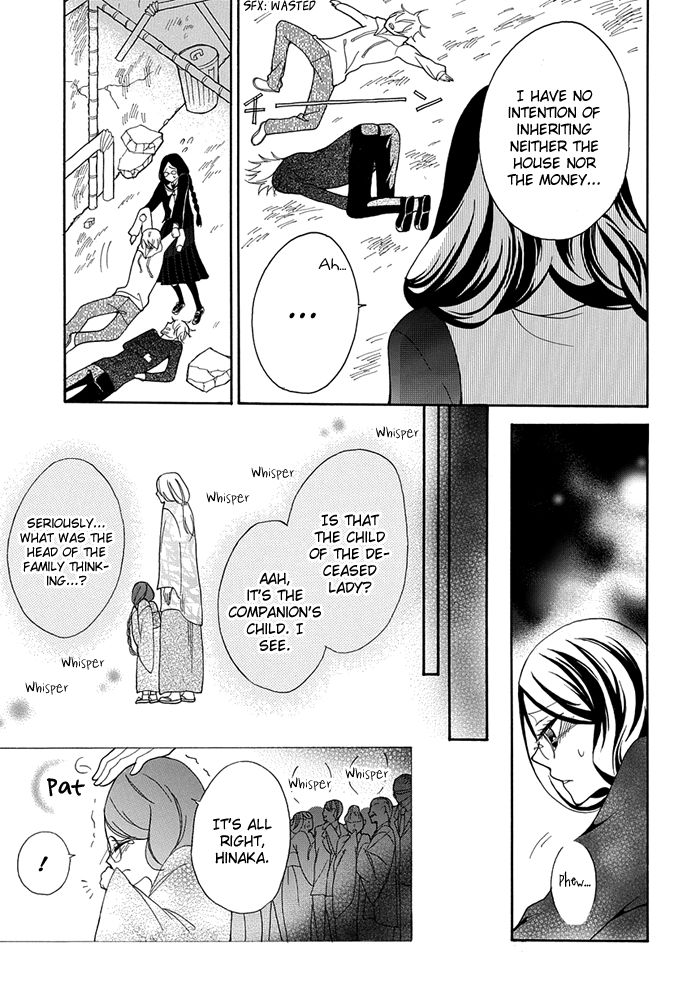 I HAVE NO
INTENTION OF
INHERITING
NEITHER THE
HOUSE NOR
THE MONEY...
SFX: WASTED
Ah...
...
Phew...
Whisper
Whisper
Whisper
IS THAT
THE CHILD
OF THE DE-
CEASED
LADY?
AAH,
IT'S THE
COMPANION'S
CHILD. I
SEE.
Whisper
SERIOUSLY...
WHAT WAS THE
HEAD OF THE
FAMILY THINK-
ING...?
Whisper
Whisper
Whisper
Whisper
IT'S ALL
RIGHT,
HINAKA.
Pat
!